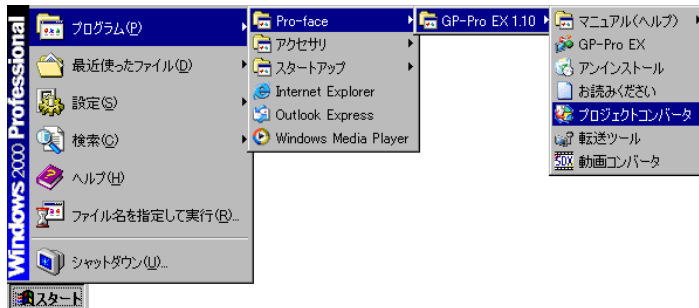 Windows 2000 Professional
プログラム(P)
最近使ったファイル(D)
設定(S)
検索(C)
ヘルプ(H)
ファイル名を指定して実行(R)...
シャットダウン(U)...
スタート
Pro-face
アクセサリ
スタートアップ
Internet Explorer
Outlook Express
Windows Media Player
GP-Pro EX 1.10
マニュアル(ヘルプ)
GP-Pro EX
アンインストール
お読みください
プロジェクトコンバータ
転送ツール
SDX 動画コンバータ